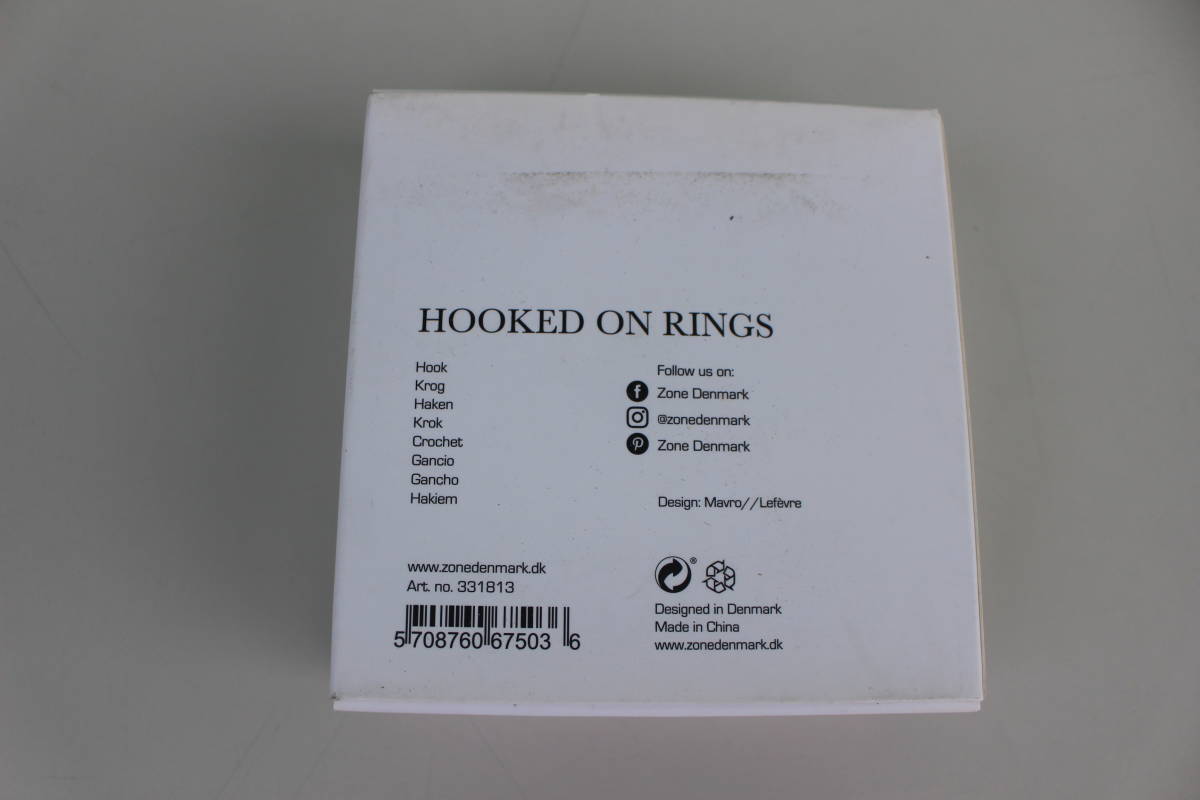 HOOKED ON RINGS
Hook
Krog
Haken
Krok
Crochet
Gancio
Gancho
Hakiem
Follow us on:
Zone Denmark
@zonedenmark
Zone Denmark
Design: Mavro//Lefèvre
www.zonedenmark.dk
Art. no. 331813
5 708760 67503 6
®
Designed in Denmark
Made in China
www.zonedenmark.dk